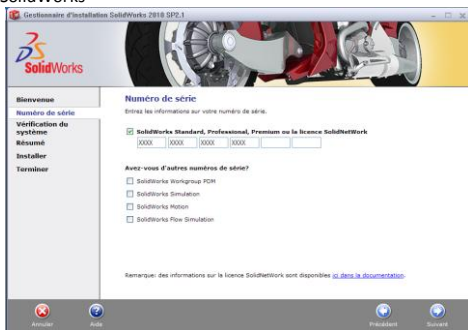 SolidWorks
Gestionnaire d'installation SolidWorks 2010 SP2.1
SolidWorks
Bienvenue
Numéro de série
Vérification du
système
Résumé
Installer
Terminer
Numéro de série
Entrez les informations sur votre numéro de série.
SolidWorks Standard, Professional, Premium ou la licence SolidNetWork
XXXX XXXX XXXX XXXX
Avez-vous d'autres numéros de série?
SolidWorks Workgroup PDM
SolidWorks Simulation
SolidWorks Motion
SolidWorks Flow Simulation
Remarque: des informations sur la licence SolidNetWork sont disponibles ici dans la documentation.
Annuler Aide Précédent Suivant